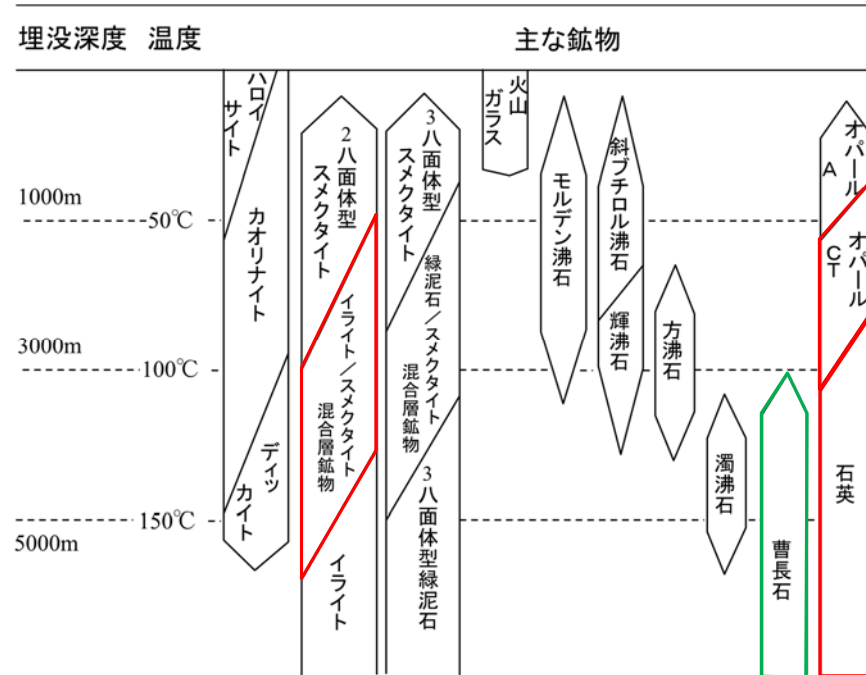 埋没深度 温度 主な鉱物
1000m
50℃
3000m
100℃
150℃
5000m
ハロイ
サイト
カオリナイト
ディッ
カイト
2八面体型
スメクタイト
イライト/スメクタイト
混合層鉱物
イライト
3八面体型
スメクタイト
緑泥石/スメクタイト
混合層鉱物
3八面体型緑泥石
火山
ガラス
モルデン沸石
斜プチロル沸石
輝沸石
方沸石
濁沸石
曹長石
オパール
A
オパール
CT
石英